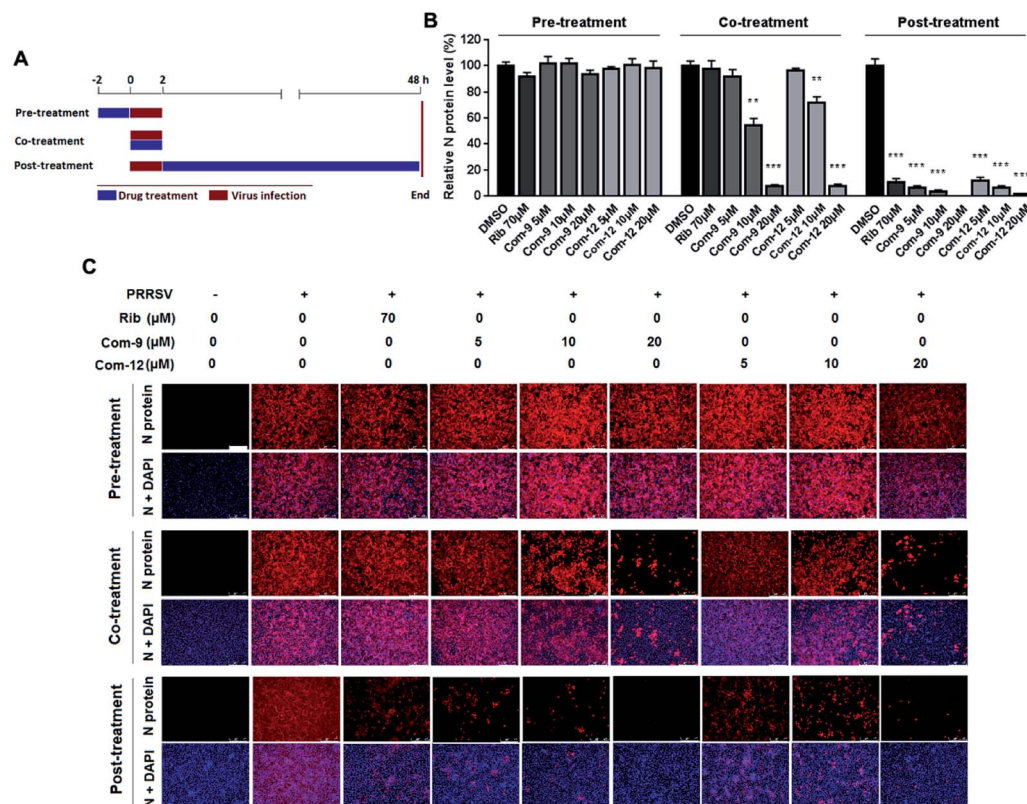 A
-2 0 2 48 h
Pre-treatment
Co-treatment
Post-treatment
Drug treatment Virus infection End
B
Pre-treatment Co-treatment Post-treatment
Relative N protein level (%)
120
100
80
60
40
20
0
** *** ** ***
*** *** *** *** *** ***
DMSO Rib 70µM Com-9 5µM Com-9 10µM Com-9 20µM Com-12 5µM Com-12 10µM Com-12 20µM
DMSO Rib 70µM Com-9 5µM Com-9 10µM Com-9 20µM Com-12 5µM Com-12 10µM Com-12 20µM
DMSO Rib 70µM Com-9 5µM Com-9 10µM Com-9 20µM Com-12 5µM Com-12 10µM Com-12 20µM
C
PRRSV - + + + + + + + +
Rib (µM) 0 0 70 0 0 0 0 0 0
Com-9 (µM) 0 0 0 5 10 20 0 0 0
Com-12 (µM) 0 0 0 0 0 0 5 10 20
Pre-treatment
N protein
N + DAPI
Co-treatment
N protein
N + DAPI
Post-treatment
N protein
N + DAPI